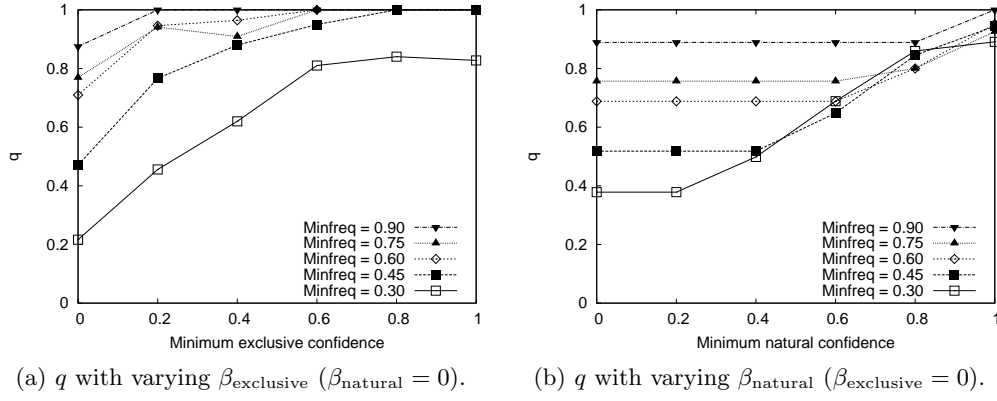 1
0.8
0.6
0.4
0.2
0
q
0 0.2 0.4 0.6 0.8 1
Minimum exclusive confidence
Minfreq = 0.90
Minfreq = 0.75
Minfreq = 0.60
Minfreq = 0.45
Minfreq = 0.30
(a) q with varying βexclusive (βnatural = 0).
1
0.8
0.6
0.4
0.2
0
q
0 0.2 0.4 0.6 0.8 1
Minimum natural confidence
Minfreq = 0.90
Minfreq = 0.75
Minfreq = 0.60
Minfreq = 0.45
Minfreq = 0.30
(b) q with varying βnatural (βexclusive = 0).